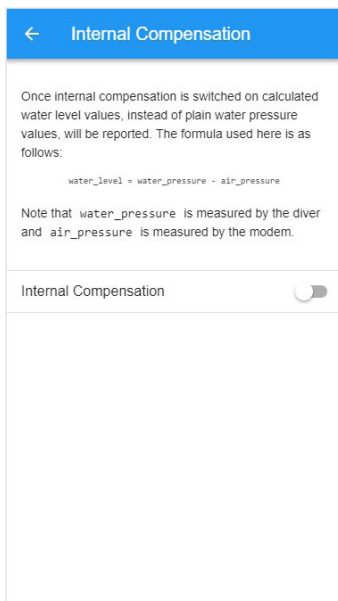 Internal Compensation
Once internal compensation is switched on calculated
water level values, instead of plain water pressure
values, will be reported. The formula used here is as
follows:
water_level = water_pressure - air_pressure
Note that water_pressure is measured by the diver
and air_pressure is measured by the modem.
Internal Compensation